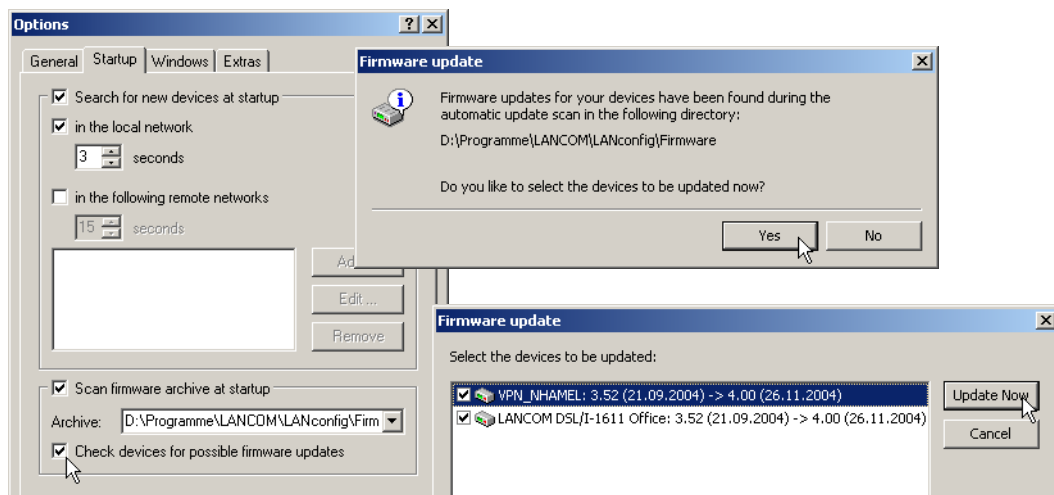 Options
General Startup Windows Extras
Search for new devices at startup
in the local network
3 seconds
in the following remote networks
15 seconds
Ad
Edit ...
Remove
Scan firmware archive at startup
Archive: D:\Programme\LANCOM\LANconfig\Firm
Check devices for possible firmware updates
Firmware update
Firmware updates for your devices have been found during the
automatic update scan in the following directory:
D:\Programme\LANCOM\LANconfig\Firmware
Do you like to select the devices to be updated now?
Yes No
Firmware update
Select the devices to be updated:
VPN_NHAMEL: 3.52 (21.09.2004) -> 4.00 (26.11.2004)
LANCOM DSL/I-1611 Office: 3.52 (21.09.2004) -> 4.00 (26.11.2004)
Update Now
Cancel